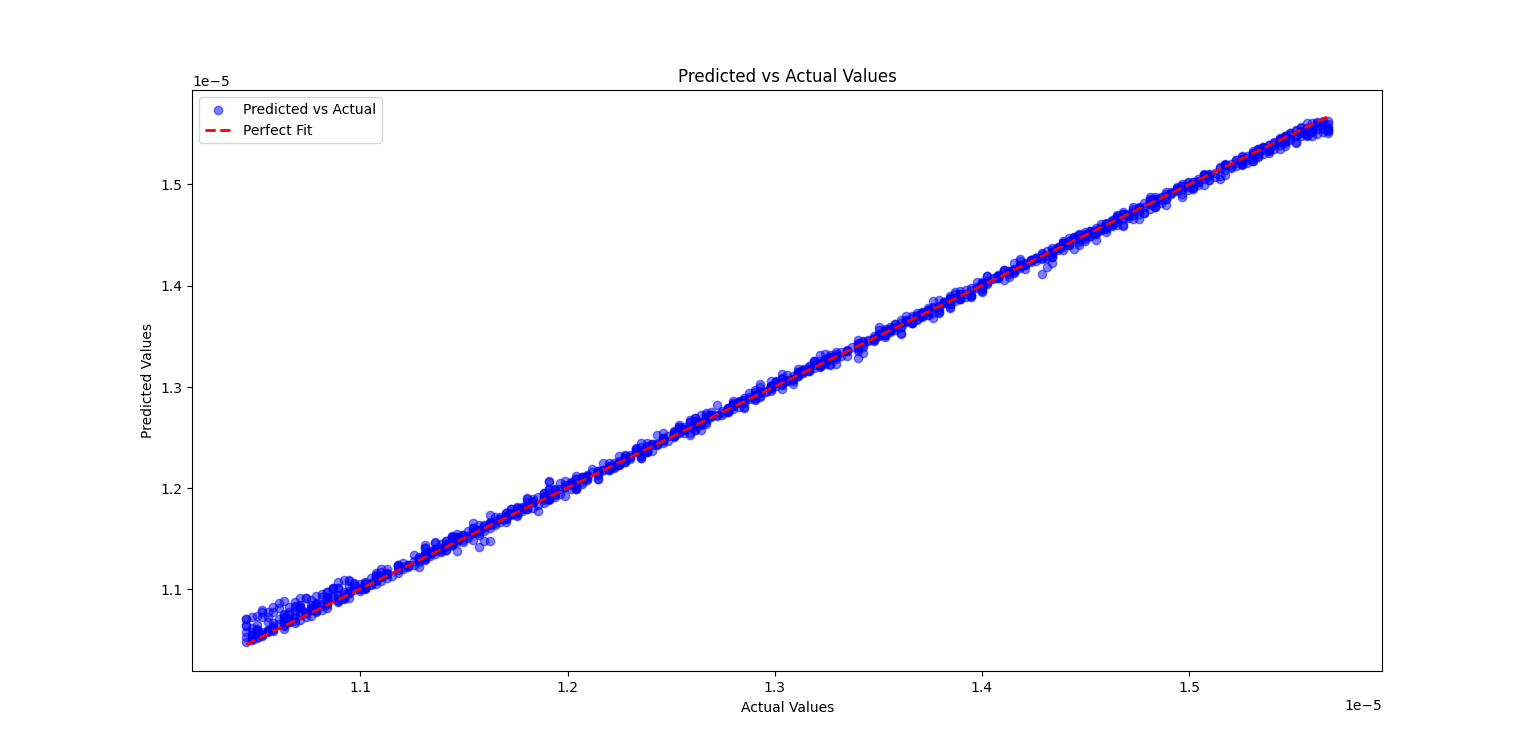 Predicted vs Actual Values
1e−5
Predicted vs Actual
Perfect Fit
1.5
1.4
1.3
1.2
1.1
Predicted Values
1.1 1.2 1.3 1.4 1.5
1e−5
Actual Values